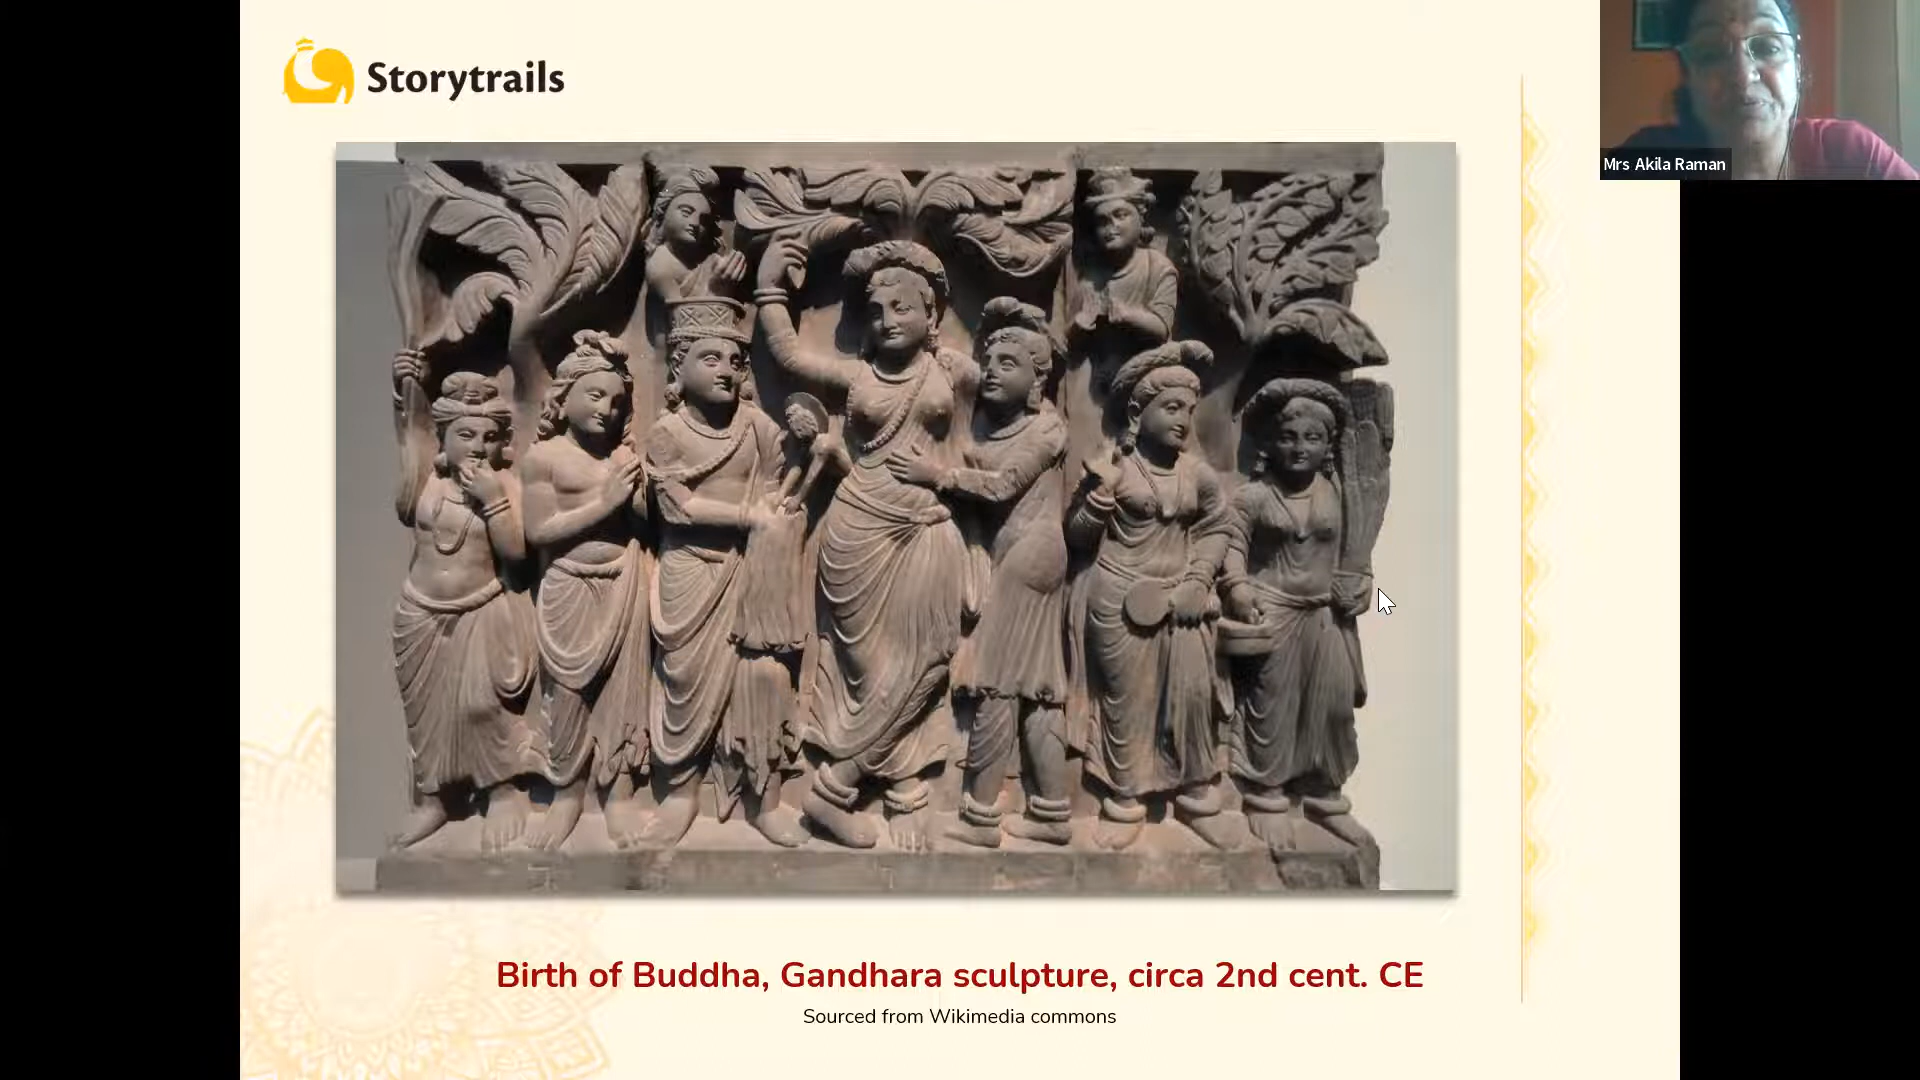 Storytrails
Mrs Akila Raman
Birth of Buddha, Gandhara sculpture, circa 2nd cent. CE
Sourced from Wikimedia commons